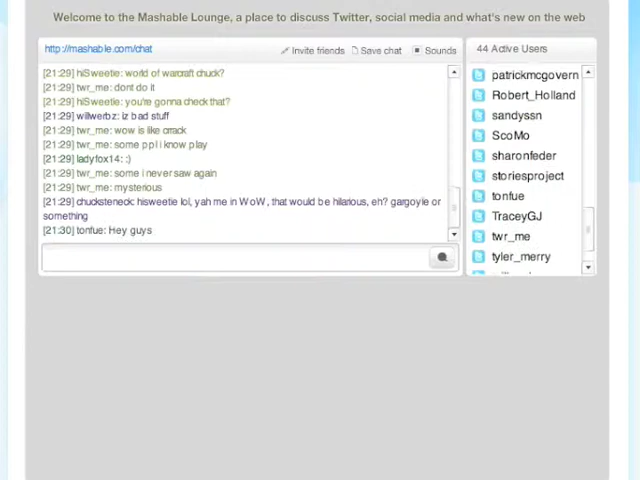 Welcome to the Mashable Lounge, a place to discuss Twitter, social media and what's new on the web
http://mashable.com/chat
Invite friends
Save chat
Sounds
[21:29] hiSweetie: world of warcraft chuck?
[21:29] twr_me: dont do it
[21:29] hiSweetie: you're gonna check that?
[21:29] willwerbz: iz bad stuff
[21:29] twr_me: wow is like crrack
[21:29] twr_me: some ppl i know play
[21:29] ladyfox14: :)
[21:29] twr_me: some i never saw again
[21:29] twr_me: mysterious
[21:29] chucksteneck: hisweetie lol, yah me in WoW, that would be hilarious, eh? gargoyle or
something
[21:30] tonfue: Hey guys
44 Active Users
patrickmcgovern
Robert_Holland
sandyssn
ScoMo
sharonfeder
storiesproject
tonfue
TraceyGJ
twr_me
tyler_merry